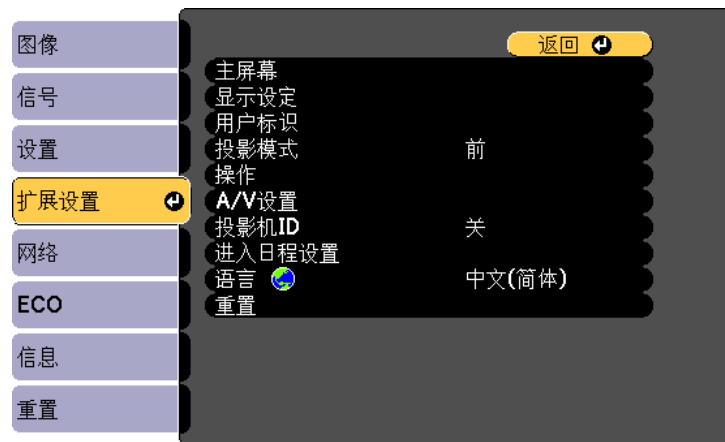 图像
信号
设置
扩展设置
网络
ECO
信息
重置
返回
主屏幕
显示设定
用户标识
投影模式 前
操作
A/V设置
投影机ID 关
进入日程设置
语言 中文(简体)
重置